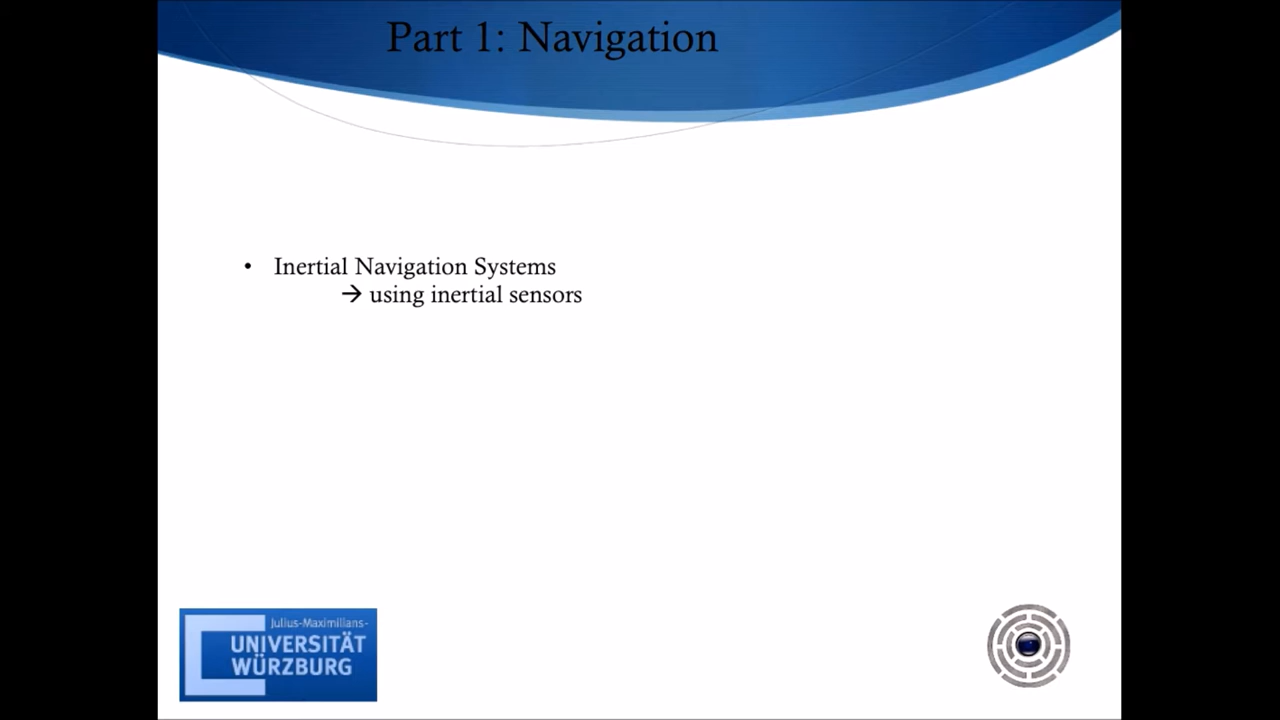 Part 1: Navigation
• Inertial Navigation Systems
→ using inertial sensors
Julius-Maximilians-
UNIVERSITÄT
WÜRZBURG